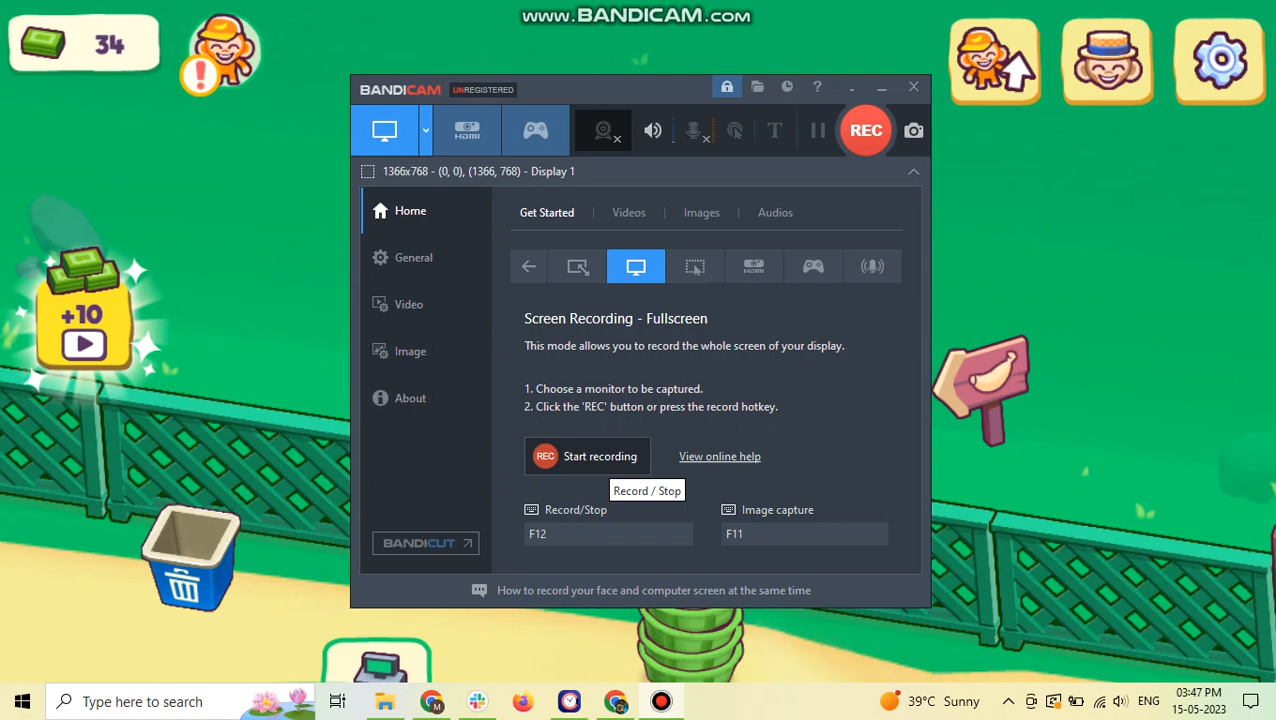 www.BANDICAM.com
34
BANDICAM UNREGISTERED
HDMI
REC
1366x768 - (0, 0), (1366, 768) - Display 1
Home
General
Video
Image
About
BANDICUT
Get Started
Videos
Images
Audios
HDMI
Screen Recording - Fullscreen
This mode allows you to record the whole screen of your display.
1. Choose a monitor to be captured.
2. Click the 'REC' button or press the record hotkey.
REC Start recording
View online help
Record / Stop
Record/Stop
Image capture
F12
F11
How to record your face and computer screen at the same time
+10
Type here to search
39°C Sunny
ENG
03:47 PM
15-05-2023